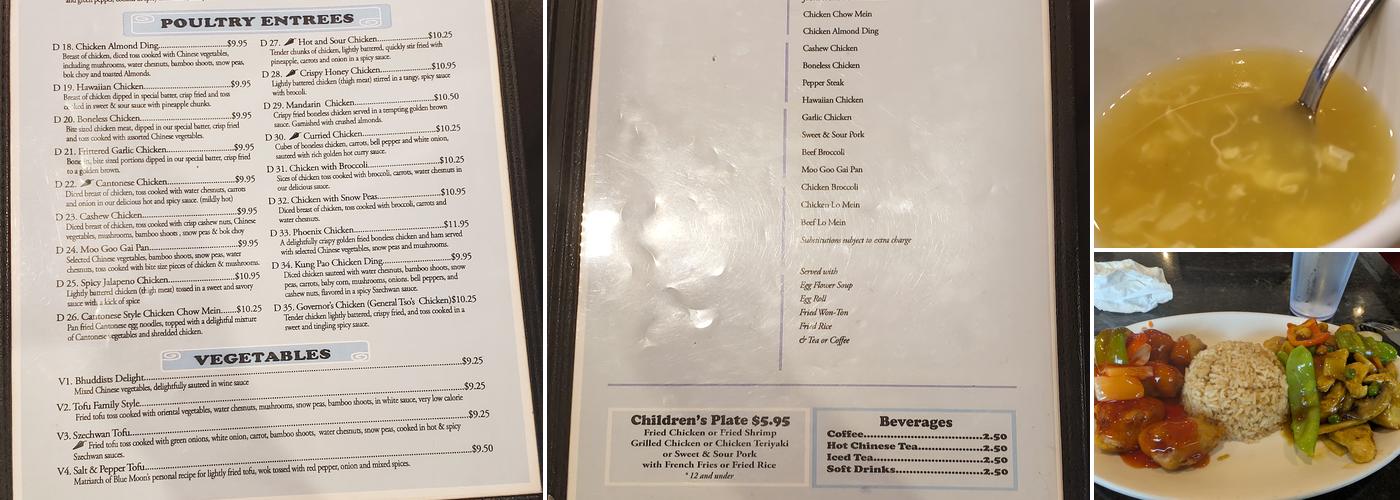 POULTRY ENTREES
D 18. Chicken Almond Ding..........$9.95
Breast of chicken, diced toss cooked with Chinese vegetables,
including mushrooms, water chesnuts, bamboo shoots, snow peas,
bok choy and toasted Almonds.
D 19. Hawaiian Chicken..........$9.95
Breast of chicken dipped in special batter, crisp fried and toss
cooked in sweet & sour sauce with pineapple chunks.
D 20. Boneless Chicken..........$9.95
Bite sized chicken meat, dipped in our special batter, crisp fried
and toss cooked with assorted Chinese vegetables.
D 21. Frittered Garlic Chicken..........$9.95
bite sized portions dipped in our special batter, crisp fried
to a golden brown.
D 22. Cantonese Chicken..........$9.95
Diced breast of chicken, toss cooked with water chesnuts, carrots
and onion in our delicious hot and spicy sauce. (mildly hot)
D 23. Cashew Chicken..........$9.95
Diced breast of chicken, toss cooked with crisp cashew nuts, Chinese
vegetables, mushrooms, bamboo shoots , snow peas & bok choy
D 24. Moo Goo Gai Pan..........$9.95
Selected Chinese vegetables, bamboo shoots, snow peas, water
chesnuts, toss cooked with bite size pieces of chicken & mushrooms.
D 25. Spicy Jalapeno Chicken..........$10.95
Lightly battered chicken (thigh meat) tossed in a sweet and savory
sauce with a kick of spice
D 26. Cantonese Style Chicken Chow Mein....$10.25
Pan fried Cantonese egg noodles, topped with a delightful mixture
of Cantonese vegetables and shredded chicken.
D 27. Hot and Sour Chicken..........$10.25
Tender chunks of chicken, lightly battered, quickly stir fried with
pineapple, carrots and onion in a spicy sauce.
D 28. Crispy Honey Chicken..........$10.95
Lightly battered chicken (thigh meat) stirred in a tangy, spicy sauce
with brocoli.
D 29. Mandarin Chicken..........$10.50
Crispy fried boneless chicken served in a tempting golden brown
sauce. Garnished with crushed almonds.
D 30. Curried Chicken..........$10.25
Cubes of boneless chicken, carrots, bell pepper and white onion,
sauteed with rich golden hot curry sauce.
D 31. Chicken with Broccoli..........$10.25
Slices of chicken toss cooked with broccoli, carrots, water chesnuts in
our delicious sauce.
D 32. Chicken with Snow Peas..........$10.95
Diced breast of chicken, toss cooked with broccoli, carrots and
water chesnuts.
D 33. Phoenix Chicken..........$11.95
A delightfully crispy golden fried boneless chicken and ham served
with selected Chinese vegetables, snow peas and mushrooms.
D 34. Kung Pao Chicken Ding..........$9.95
Diced chicken sauteed with water chesnuts, bamboo shoots, snow
peas, carrots, baby corn, mushrooms, onions. bell peppers, and
cashew nuts, flavored in a spicy Szechwan sauce.
D 35. Governor's Chicken (General Tso's Chicken)$10.25
Tender chicken lightly battered, crispy fried, and toss cooked in a
sweet and tingling spicy sauce.
VEGETABLES
V1. Bhuddists Delight..........$9.25
Mixed Chinese vegetables, delightfully sauteed in wine sauce
V2. Tofu Family Style..........$9.25
Fried tofu toss cooked with oriental vegetables, water chesnuts, mushrooms, snow peas, bamboo shoots, in white sauce, very low calorie
V3. Szechwan Tofu..........$9.25
Fried tofu toss cooked with green onions, white onion, carrot, bamboo shoots, water chesnuts, snow peas, cooked in hot & spicy
Szechwan sauces.
V4. Salt & Pepper Tofu..........$9.50
Matriarch of Blue Moon's personal recipe for lightly fried tofu, wok tossed with red pepper, onion and mixed spices.
Chicken Chow Mein
Chicken Almond Ding
Cashew Chicken
Boneless Chicken
Pepper Steak
Hawaiian Chicken
Garlic Chicken
Sweet & Sour Pork
Beef Broccoli
Moo Goo Gai Pan
Chicken Broccoli
Chicken Lo Mein
Beef Lo Mein
Substitutions subject to extra charge
Served with
Egg Flower Soup
Egg Roll
Fried Won-Ton
Fried Rice
& Tea or Coffee
Children's Plate $5.95
Fried Chicken or Fried Shrimp
Grilled Chicken or Chicken Teriyaki
or Sweet & Sour Pork
with French Fries or Fried Rice
* 12 and under
Beverages
Coffee..........2.50
Hot Chinese Tea..........2.50
Iced Tea..........2.50
Soft Drinks..........2.50